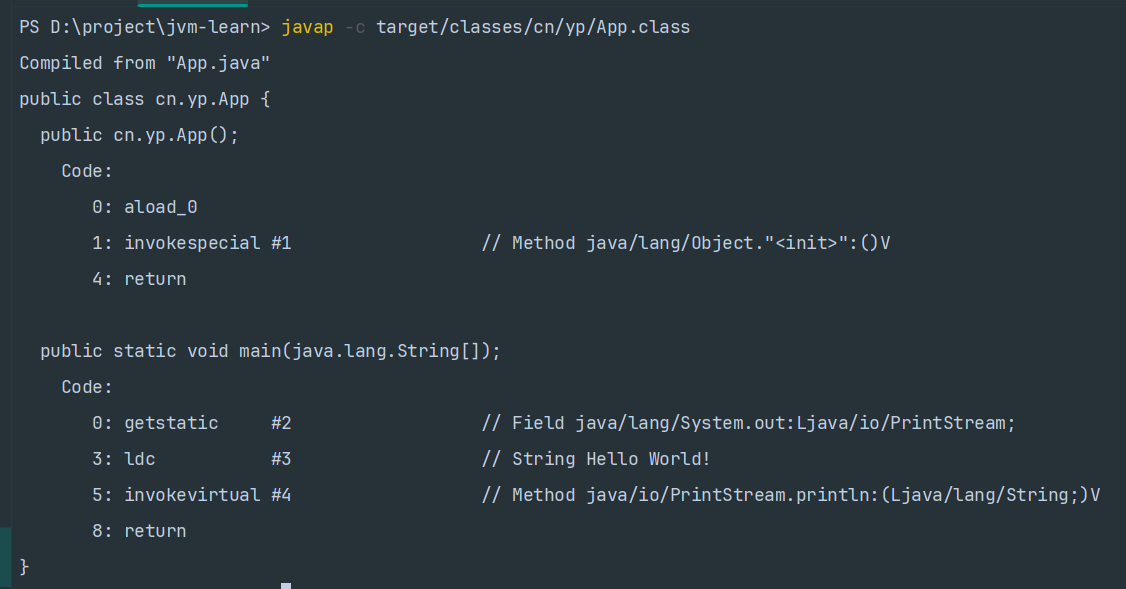 PS D:\project\jvm-learn> javap -c target/classes/cn/yp/App.class
Compiled from "App.java"
public class cn.yp.App {
  public cn.yp.App();
    Code:
       0: aload_0
       1: invokespecial #1                  // Method java/lang/Object."<init>":()V
       4: return

  public static void main(java.lang.String[]);
    Code:
       0: getstatic     #2                  // Field java/lang/System.out:Ljava/io/PrintStream;
       3: ldc           #3                  // String Hello World!
       5: invokevirtual #4                  // Method java/io/PrintStream.println:(Ljava/lang/String;)V
       8: return
}